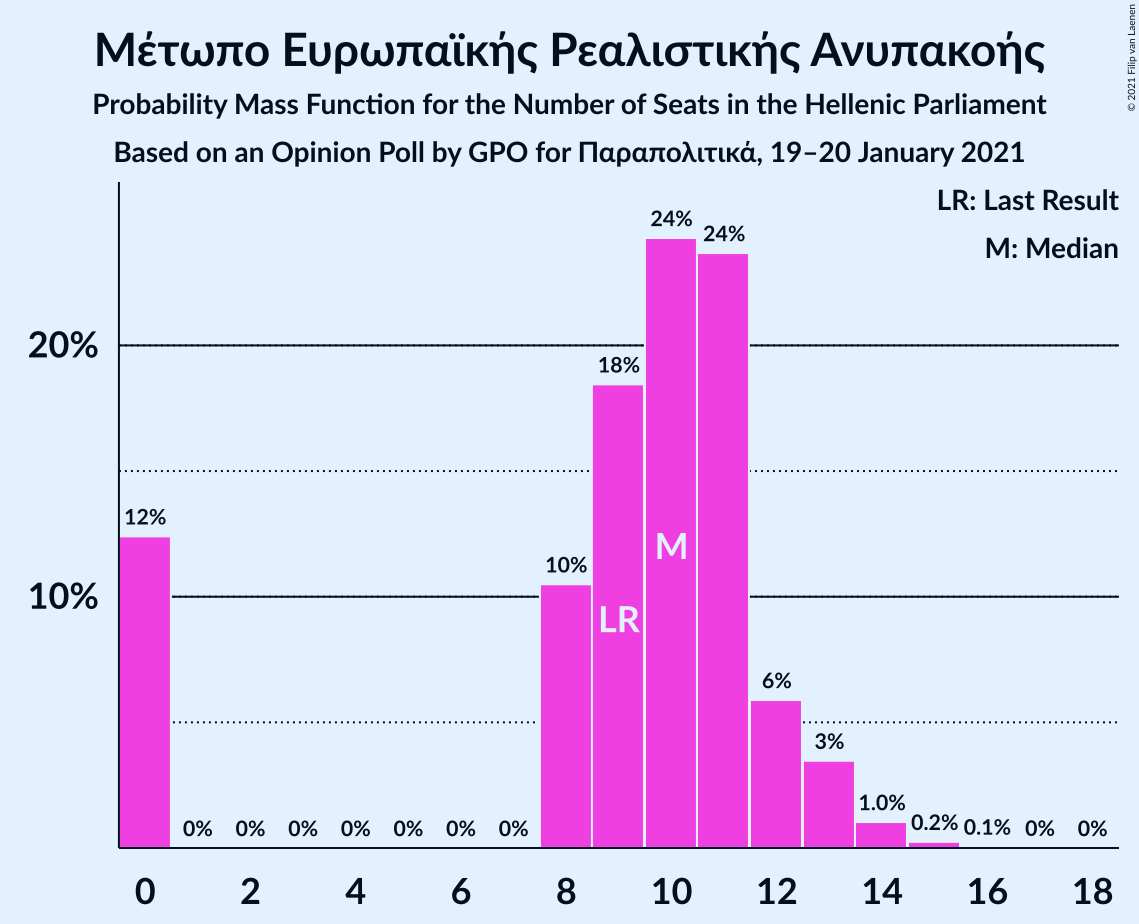 Μέτωπο Ευρωπαϊκής Ρεαλιστικής Ανυπακοής
Probability Mass Function for the Number of Seats in the Hellenic Parliament
Based on an Opinion Poll by GPO for Παραπολιτικά, 19–20 January 2021
© 2021 Filip van Laenen
LR: Last Result
M: Median
20%
10%
12%
0%
0%
0%
0%
0%
0%
0%
10%
18%
24%
24%
6%
3%
1.0%
0.2%
0.1%
0%
0%
LR
M
0 2 4 6 8 10 12 14 16 18